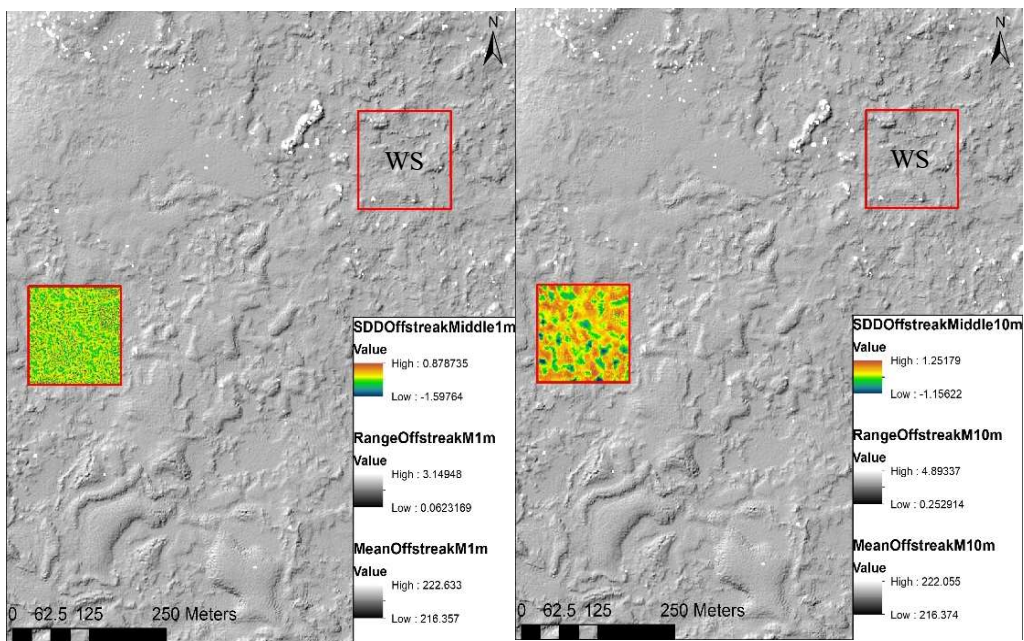 N
WS
SDDOffstreakMiddle1m
Value
High : 0.878735
Low : -1.59764
RangeOffstreakM1m
Value
High : 3.14948
Low : 0.0623169
MeanOffstreakM1m
Value
High : 222.633
Low : 216.357
0 62.5 125 250 Meters
N
WS
SDDOffstreakMiddle10m
Value
High : 1.25179
Low : -1.15622
RangeOffstreakM10m
Value
High : 4.89337
Low : 0.252914
MeanOffstreakM10m
Value
High : 222.055
Low : 216.374
0 62.5 125 250 Meters